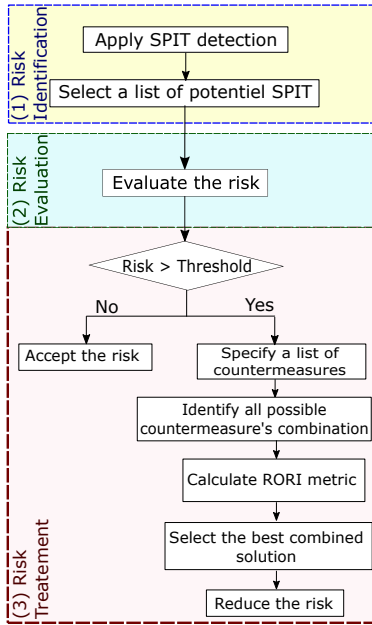 (1) Risk
Identification
Apply SPIT detection
Select a list of potentiel SPIT
(2) Risk
Evaluation
Evaluate the risk
(3) Risk
Treatement
Risk > Threshold
No
Yes
Accept the risk
Specify a list of
countermeasures
Identify all possible
countermeasure's combination
Calculate RORI metric
Select the best combined
solution
Reduce the risk